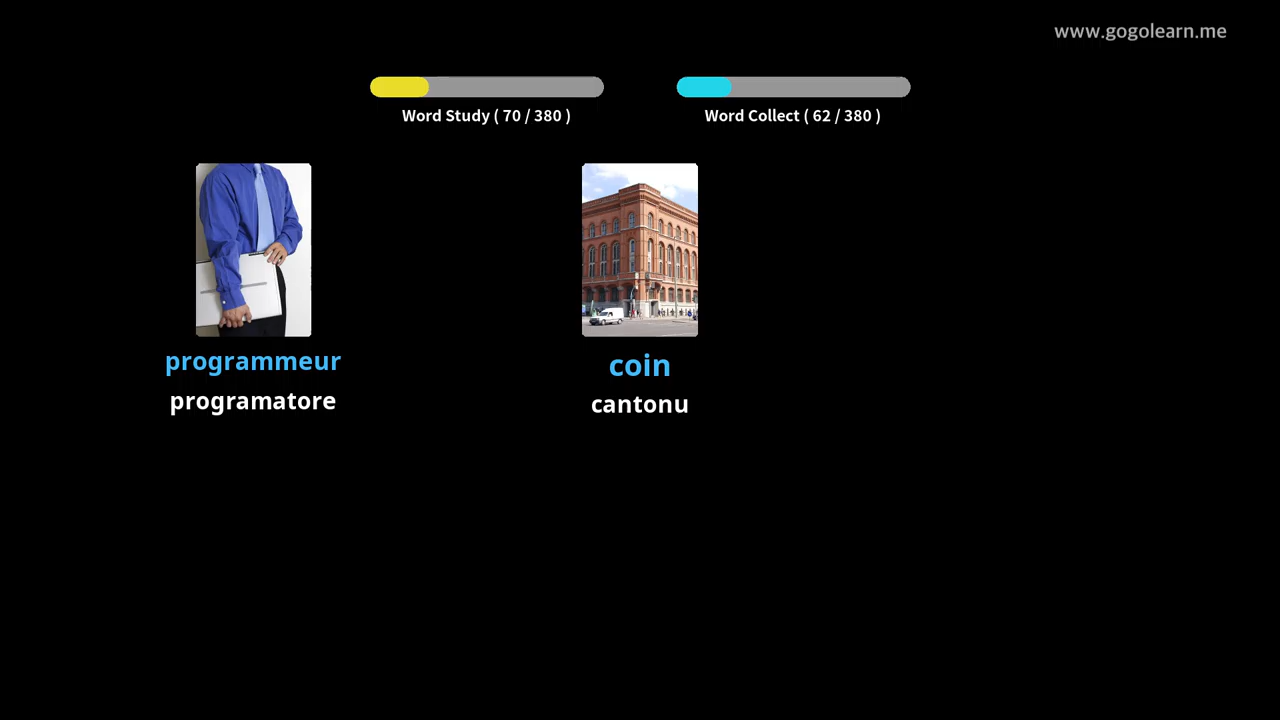 www.gogolearn.me
Word Study ( 70 / 380 )
Word Collect ( 62 / 380 )
programmeur
programatore
coin
cantonu